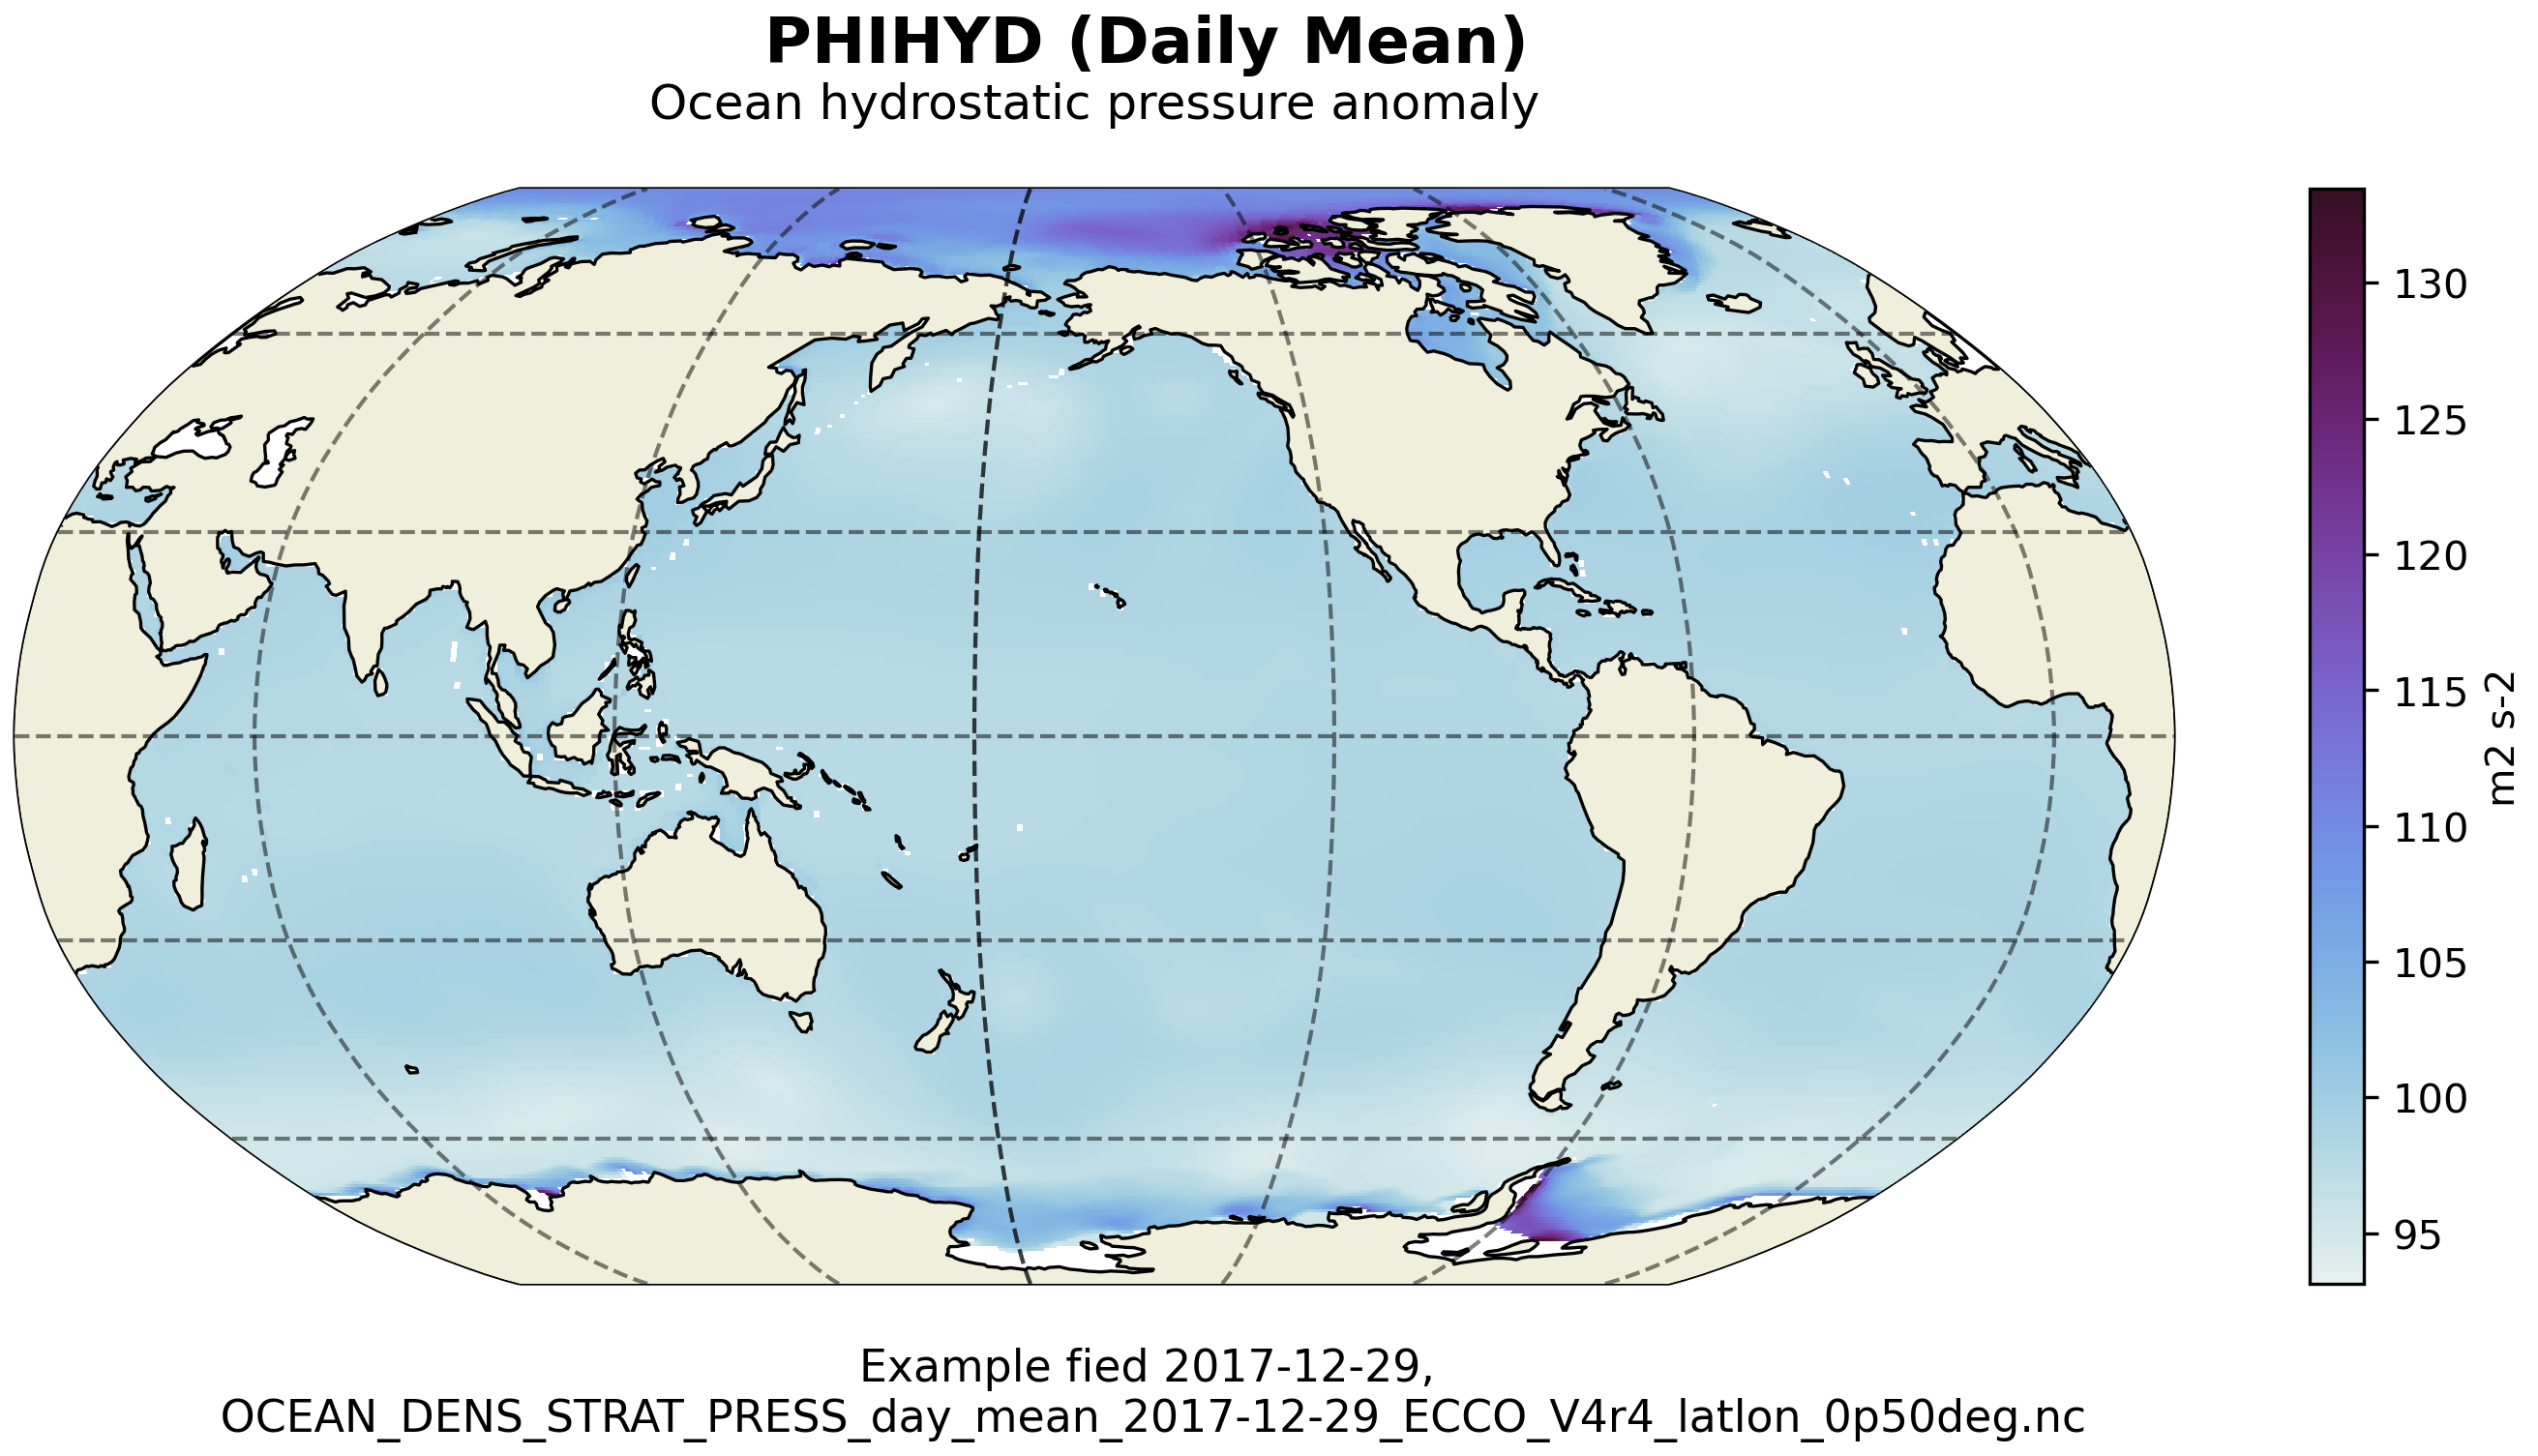 PHIHYD (Daily Mean)
Ocean hydrostatic pressure anomaly
130
125
120
115
110
105
100
95
m2 s-2
Example fied 2017-12-29,
OCEAN_DENS_STRAT_PRESS_day_mean_2017-12-29_ECCO_V4r4_latlon_0p50deg.nc